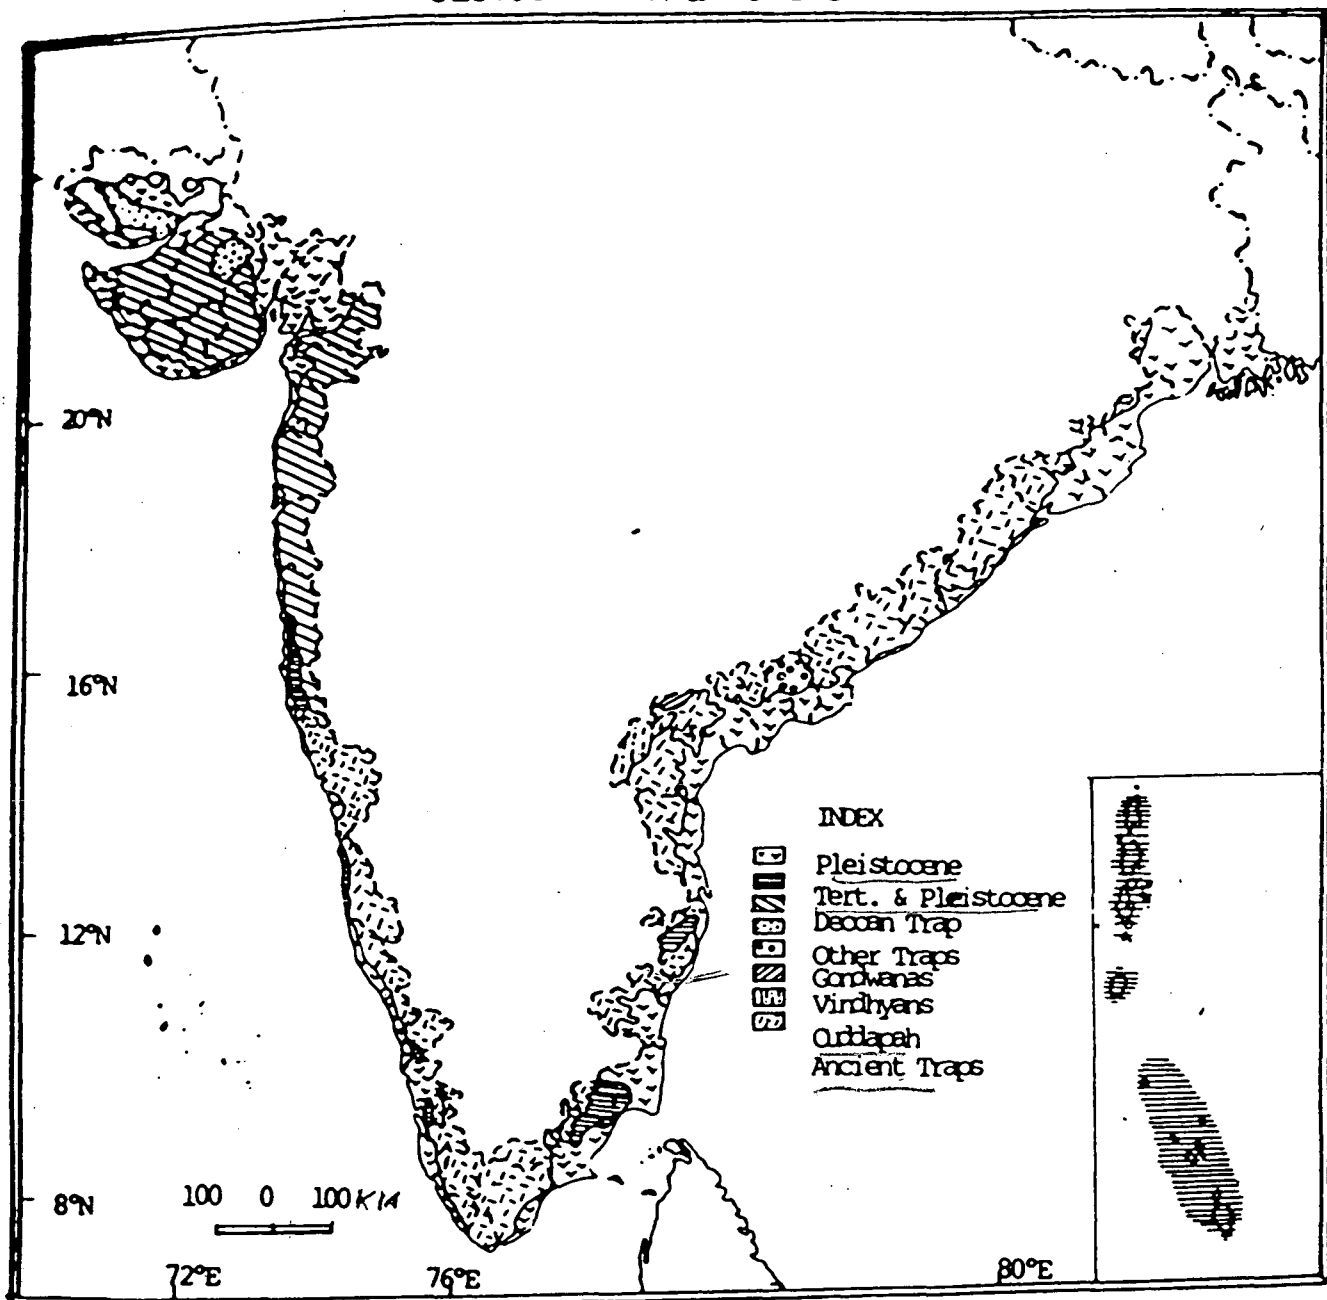 20°N
16°N
12°N
8°N
100 0 100 KIA
72°E
76°E
80°E
INDEX
Pleistocene
Tert. & Pleistocene
Deccan Trap
Other Traps
Gondwanas
Vindhyans
Cuddapah
Ancient Traps